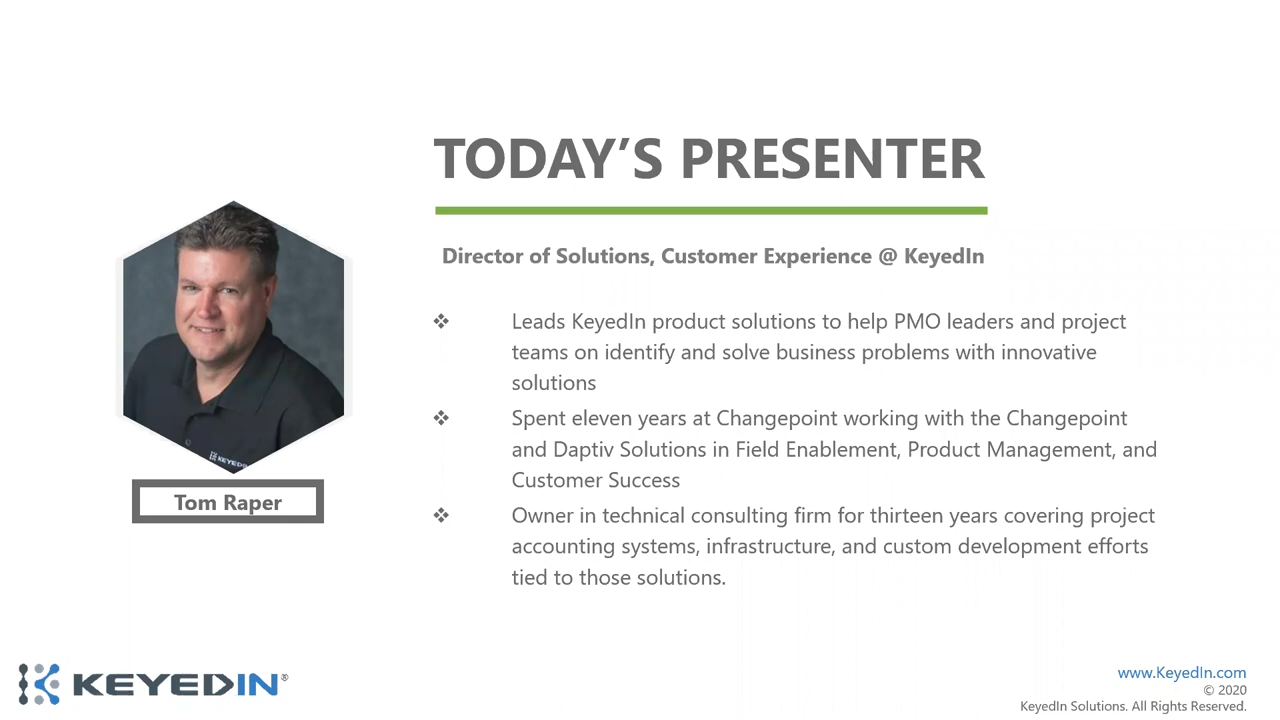 TODAY’S PRESENTER
Director of Solutions, Customer Experience @ KeyedIn
❖ Leads KeyedIn product solutions to help PMO leaders and project
teams on identify and solve business problems with innovative
solutions
❖ Spent eleven years at Changepoint working with the Changepoint
and Daptiv Solutions in Field Enablement, Product Management, and
Customer Success
❖ Owner in technical consulting firm for thirteen years covering project
accounting systems, infrastructure, and custom development efforts
tied to those solutions.
KEYEDIN
Tom Raper
KEYEDIN®
www.KeyedIn.com
© 2020
KeyedIn Solutions. All Rights Reserved.